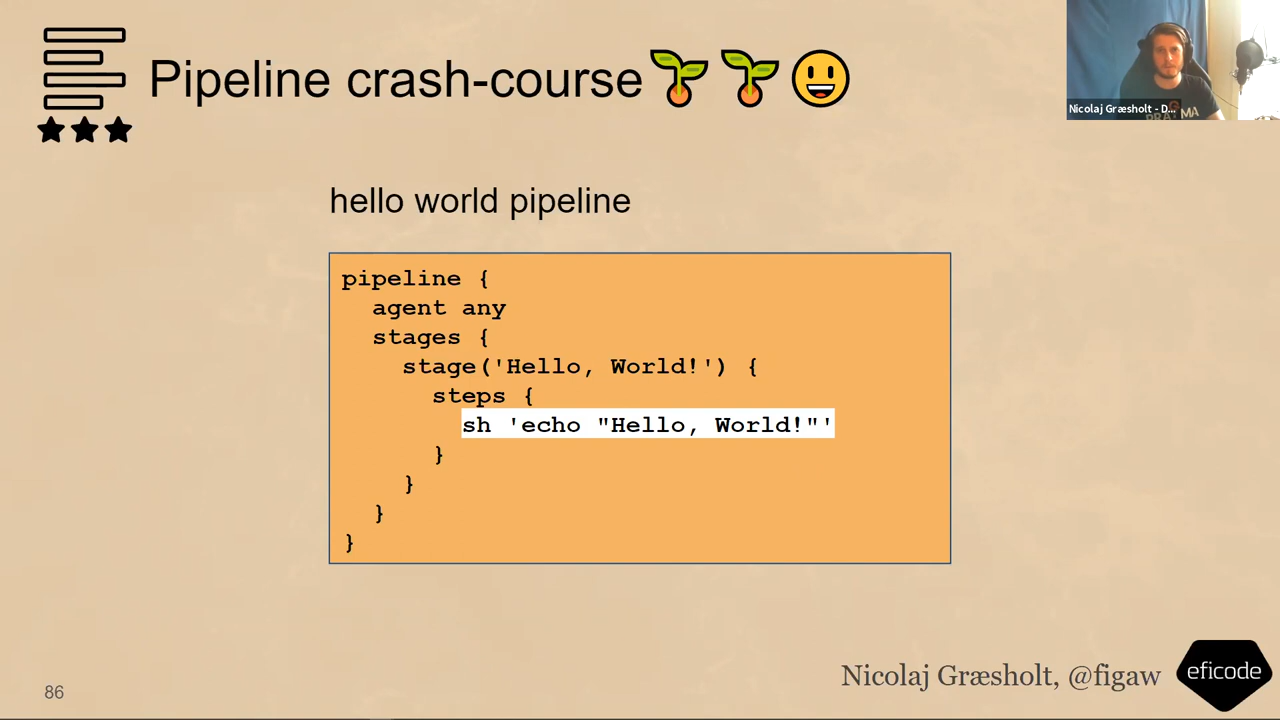 Pipeline crash-course
Nicolaj Græsholt - D...
hello world pipeline
pipeline {
  agent any
  stages {
    stage('Hello, World!') {
      steps {
        sh 'echo "Hello, World!"'
      }
    }
  }
}
86
Nicolaj Græsholt, @figaw
eficode